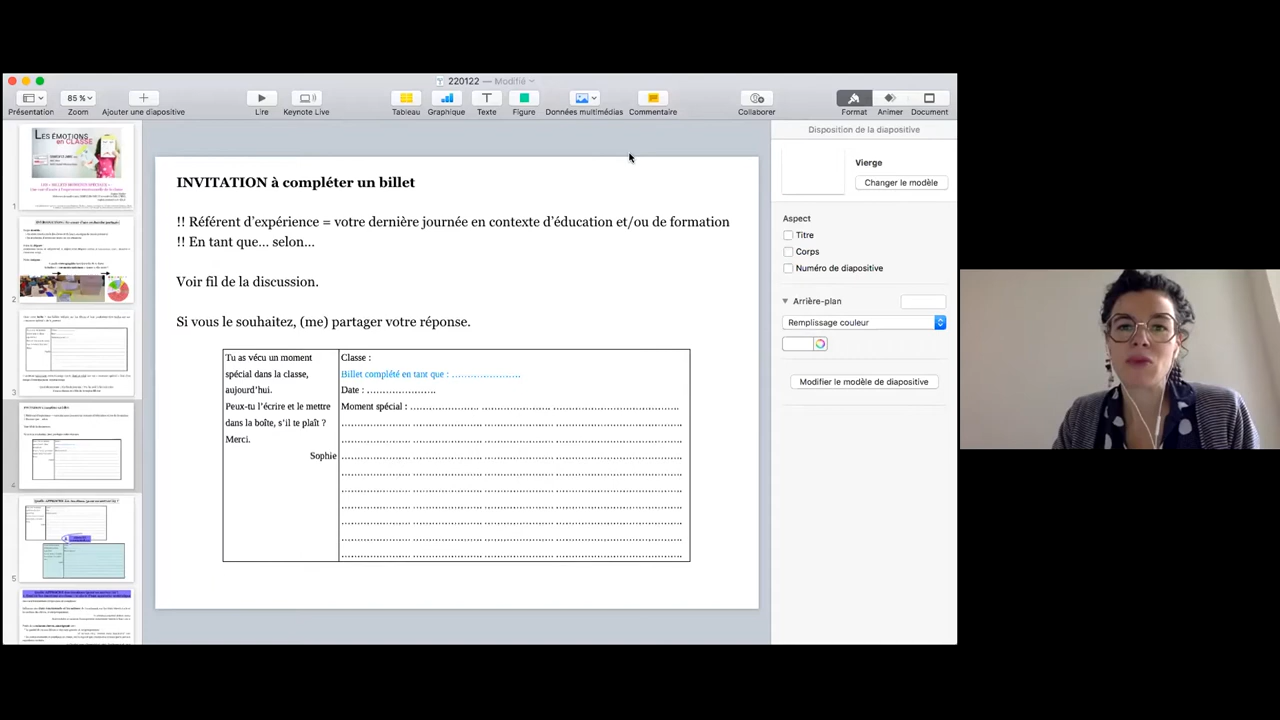 220122 — Modifié
85 %
Présentation
Zoom
Ajouter une diapositive
Lire
Keynote Live
Tableau
Graphique
Texte
Figure
Données multimédias
Commentaire
Collaborer
Format
Animer
Document
LES ÉMOTIONS
en CLASSE
1
2
3
4
5
INVITATION à compléter un billet
!! Référent d'expérience = votre dernière journée en contexte d'éducation et/ou de formation
!! En tant que… selon…
Voir fil de la discussion.
Si vous le souhaitez, me/ partager votre réponse:
Tu as vécu un moment
spécial dans la classe,
aujourd'hui.
Peux-tu l'écrire et la mettre
dans la boîte, s'il te plaît ?
Merci.
Sophie
Classe :
Billet complété en tant que : …………………
Date : …………………
Moment spécial : ……………………………………………
Disposition de la diapositive
Vierge
Changer le modèle
Aspect
Titre
Corps
Numéro de diapositive
Arrière-plan
Remplissage couleur
Modifier le modèle de diapositive